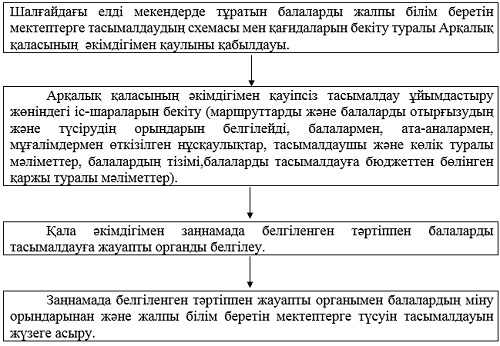 Шалғайдағы елді мекендерде тұратын балаларды жалпы білім беретін
мектептерге тасымалдаудың схемасы мен қағидаларын бекіту туралы Арқалық
қаласының әкімдігімен қаулыны қабылдауы.
Арқалық қаласының әкімдігімен қауіпсіз тасымалдау ұйымдастыру
жөніндегі іс-шараларын бекіту (маршруттарды және балаларды отырғызудың
және түсірудің орындарын белгілейді, балалармен, ата-аналармен,
мұғалімдермен өткізілген нұсқаулықтар, тасымалдаушы және көлік туралы
мәліметтер, балалардың тізімі,балаларды тасымалдауға бюджеттен бөлінген
қаржы туралы мәліметтер).
Қала әкімдігімен заңнамада белгіленген тәртіппен балаларды
тасымалдауға жауапты органды белгілеу.
Заңнамада белгіленген тәртіппен жауапты органымен балалардың міну
орындарынан және жалпы білім беретін мектептерге түсуін тасымалдауын
жүзеге асыру.